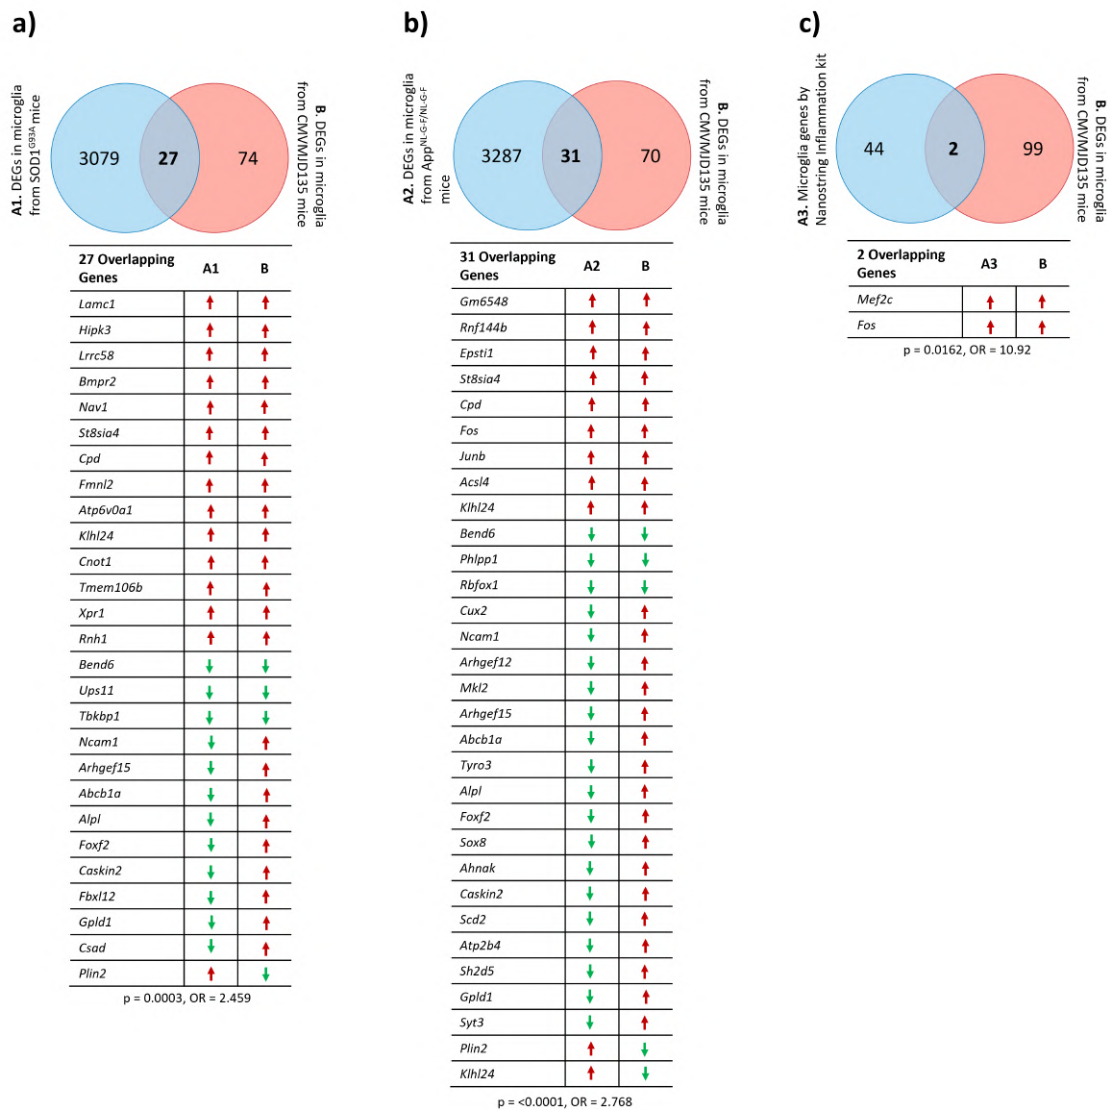 a)
A1. DEGs in microglia
from SOD1G93A mice
3079
27
74
B. DEGs in microglia
from CMVMJD135 mice
27 Overlapping
Genes
A1
B
Lamc1 ↑ ↑
Hipk3 ↑ ↑
Lrrc58 ↑ ↑
Bmpr2 ↑ ↑
Nav1 ↑ ↑
St8sia4 ↑ ↑
Cpd ↑ ↑
Fmnl2 ↑ ↑
Atp6v0a1 ↑ ↑
Klhl24 ↑ ↑
Cnot1 ↑ ↑
Tmem106b ↑ ↑
Xpr1 ↑ ↑
Rnh1 ↑ ↑
Bend6 ↓ ↓
Ups11 ↓ ↓
Tbkbp1 ↓ ↓
Ncam1 ↓ ↑
Arhgef15 ↓ ↑
Abcb1a ↓ ↑
Alpl ↓ ↑
Foxf2 ↓ ↑
Caskin2 ↓ ↑
Fbxl12 ↓ ↑
Gpld1 ↓ ↑
Csad ↓ ↑
Plin2 ↑ ↓
p = 0.0003, OR = 2.459
b)
A2. DEGs in microglia
from AppNL-G-F/NL-G-F
mice
3287
31
70
B. DEGs in microglia
from CMVMJD135 mice
31 Overlapping
Genes
A2
B
Gm6548 ↑ ↑
Rnf144b ↑ ↑
Epsti1 ↑ ↑
St8sia4 ↑ ↑
Cpd ↑ ↑
Fos ↑ ↑
Junb ↑ ↑
Acsl4 ↑ ↑
Klhl24 ↑ ↑
Bend6 ↓ ↓
Phlpp1 ↓ ↓
Rbfox1 ↓ ↓
Cux2 ↓ ↑
Ncam1 ↓ ↑
Arhgef12 ↓ ↑
Mkl2 ↓ ↑
Arhgef15 ↓ ↑
Abcb1a ↓ ↑
Tyro3 ↓ ↑
Alpl ↓ ↑
Foxf2 ↓ ↑
Sox8 ↓ ↑
Ahnak ↓ ↑
Caskin2 ↓ ↑
Scd2 ↓ ↑
Atp2b4 ↓ ↑
Sh2d5 ↓ ↑
Gpld1 ↓ ↑
Syt3 ↓ ↑
Plin2 ↑ ↓
Klhl24 ↑ ↓
p = <0.0001, OR = 2.768
c)
A3. Microglia genes by
Nanostring Inflammation kit
44
2
99
B. DEGs in microglia
from CMVMJD135 mice
2 Overlapping
Genes
A3
B
Mef2c ↑ ↑
Fos ↑ ↑
p = 0.0162, OR = 10.92